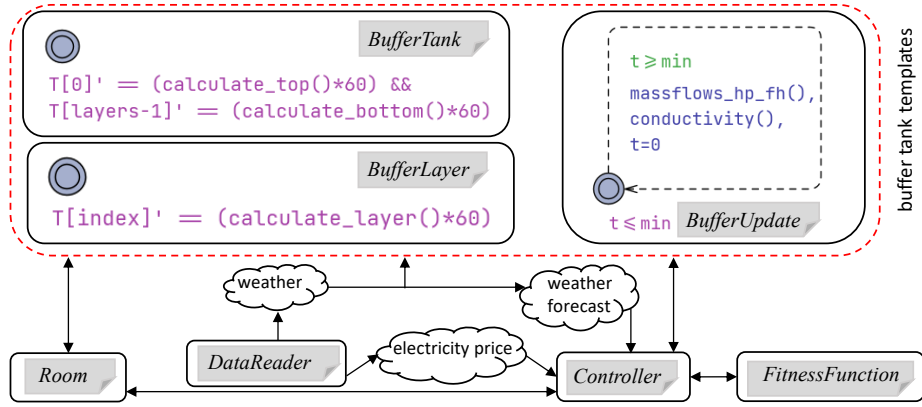 BufferTank
T[0]' == (calculate_top()*60) &&
T[layers-1]' == (calculate_bottom()*60)
BufferLayer
T[index]' == (calculate_layer()*60)
t≥min
massflows_hp_fh(),
conductivity(),
t=0
t≤min
BufferUpdate
buffer tank templates
weather
weather
forecast
electricity price
Room
DataReader
Controller
FitnessFunction